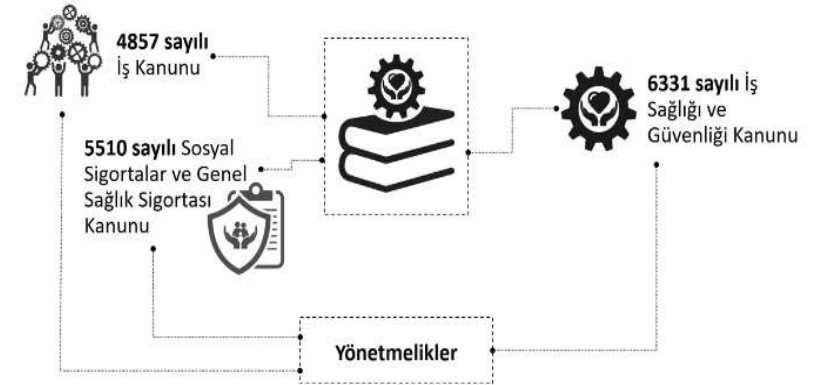 4857 sayılı
İş Kanunu
5510 sayılı Sosyal
Sigortalar ve Genel
Sağlık Sigortası
Kanunu
6331 sayılı İş
Sağlığı ve
Güvenliği Kanunu
Yönetmelikler